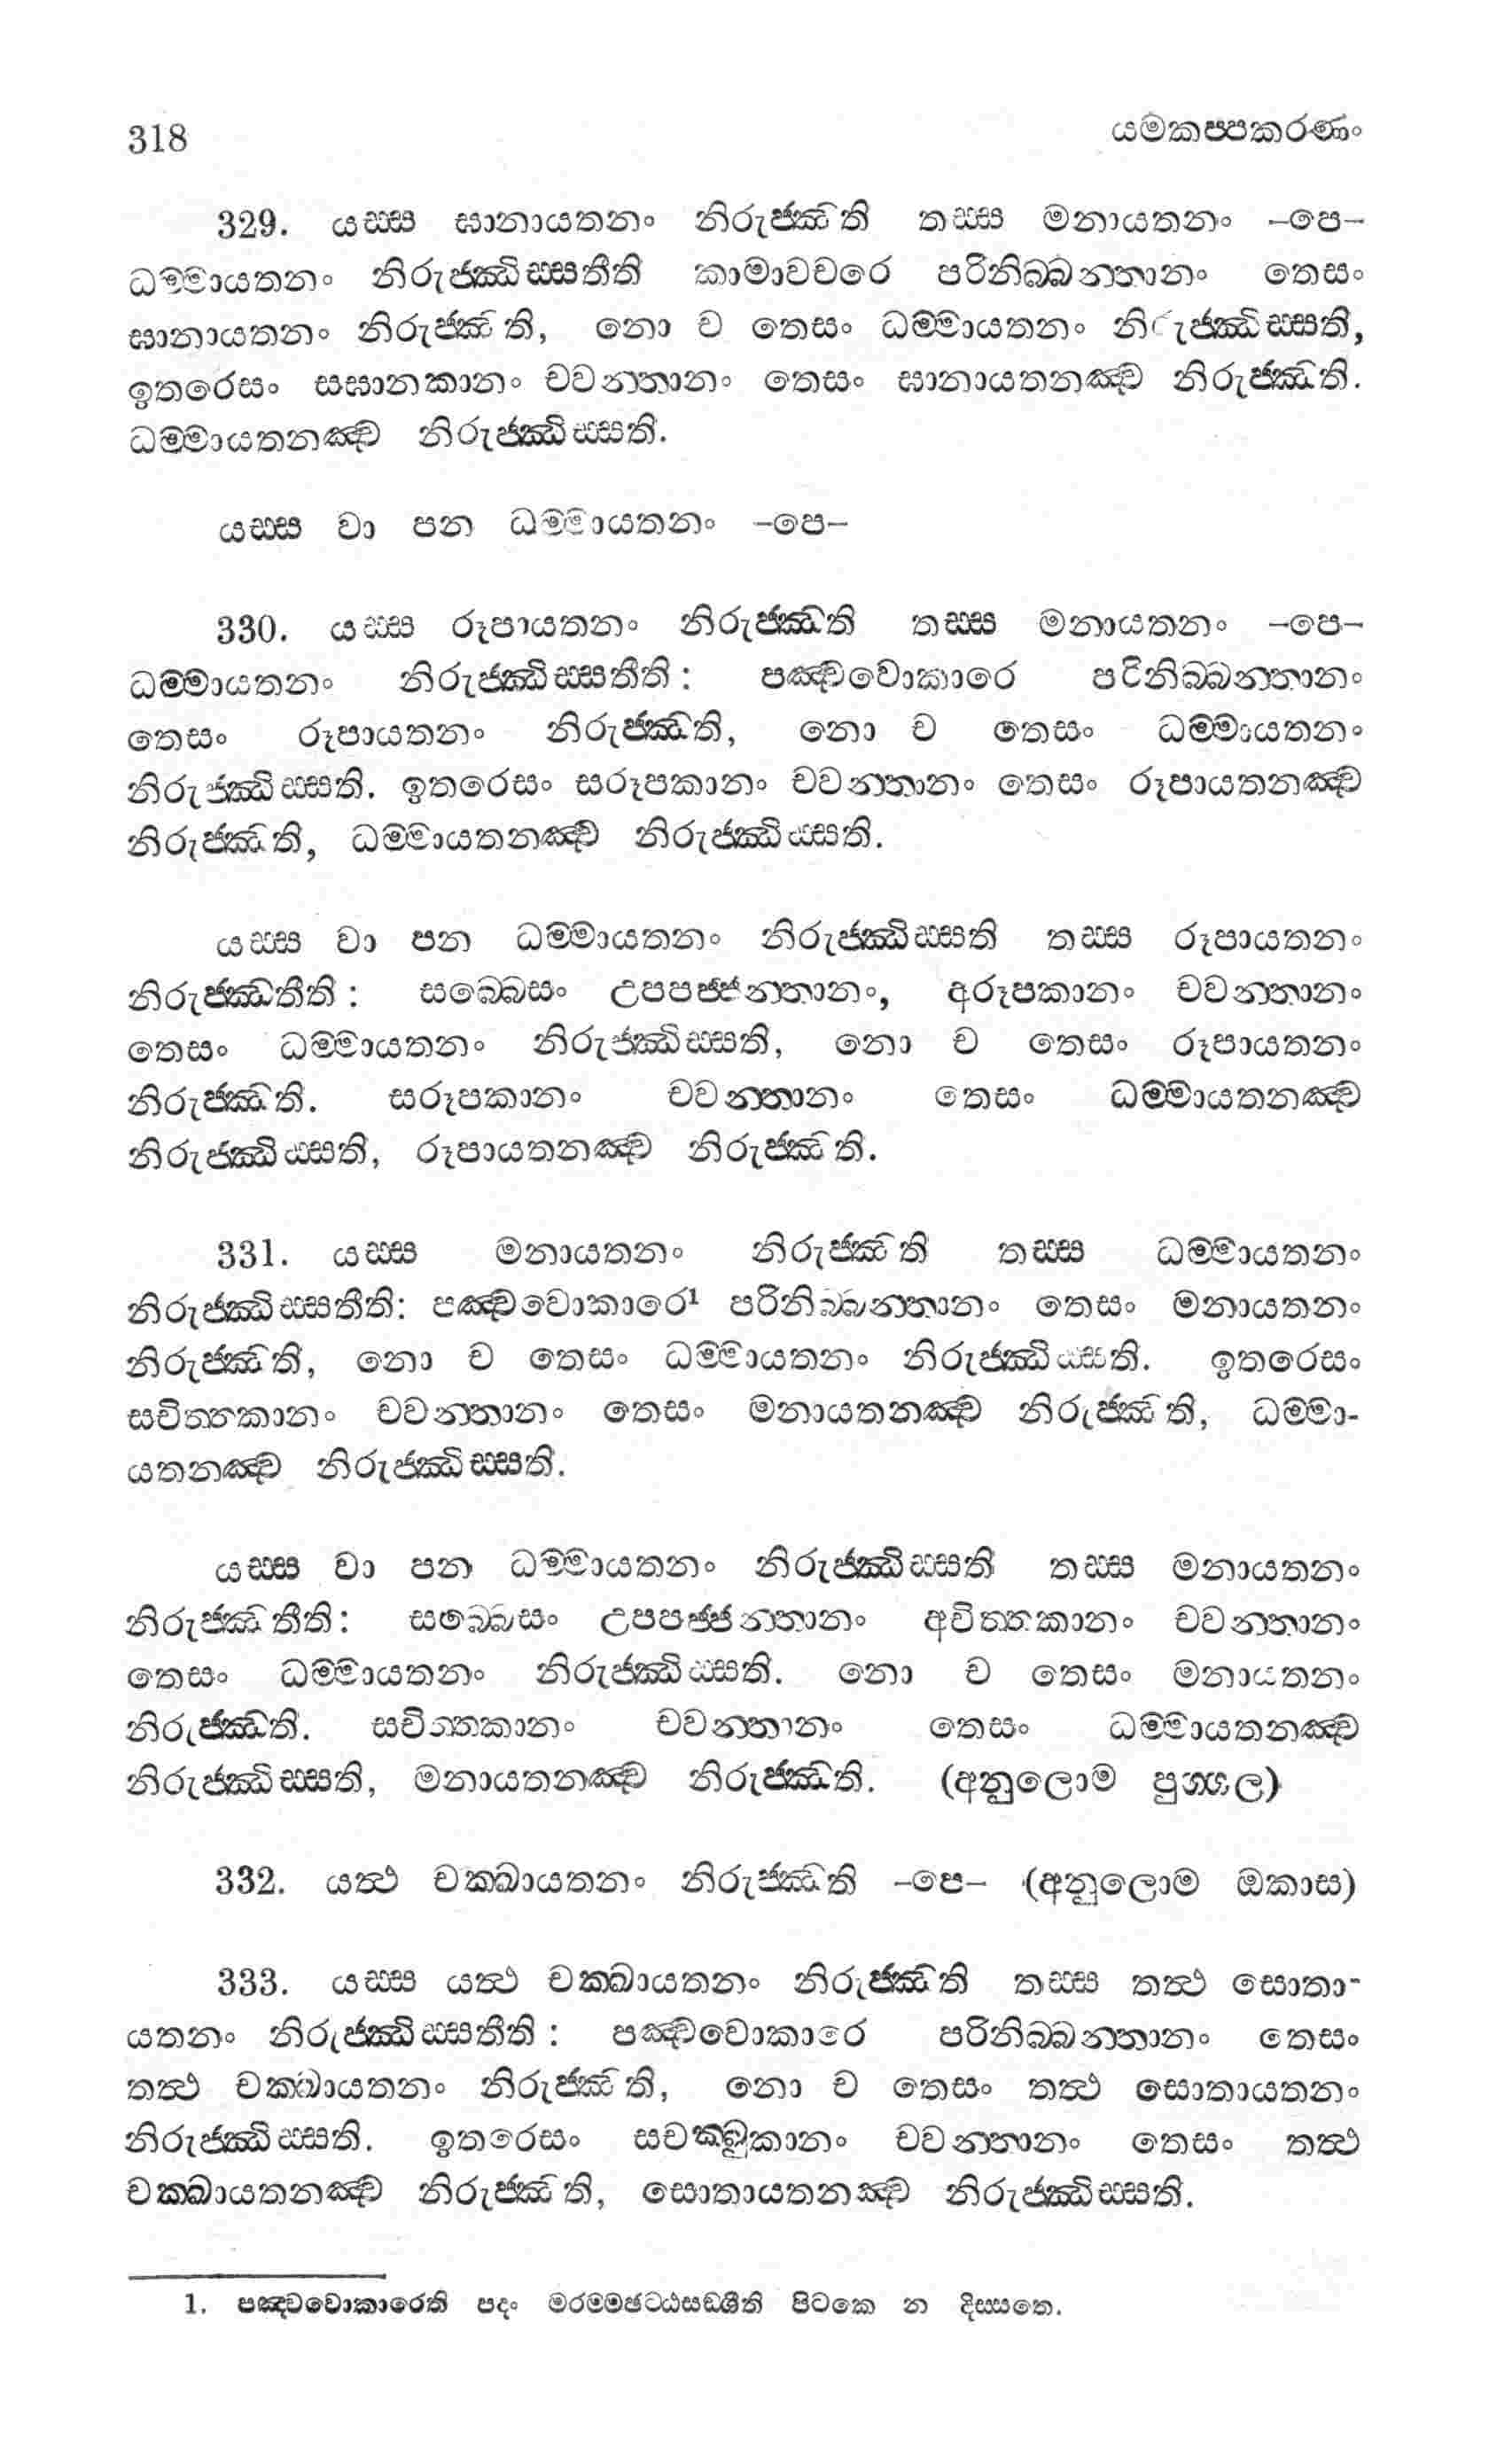 318 යමකප්පකරණං
329. යස්ස ඝානායතනං නිරුජ්ඣති තස්ස මනායතනං –පෙ–
ධම්මායතනං නිරුජ්ඣිස්සතීති කාමාවචරෙ පරිනිබ්බන්තානං තෙසං
ඝානායතනං නිරුජ්ඣති, නො ච තෙසං ධම්මායතනං නිරුජ්ඣිස්සති,
ඉතරෙසං සඝානකානං චවන්තානං තෙසං ඝානායතනඤ්ච නිරුජ්ඣති.
ධම්මායතනඤ්ච නිරුජ්ඣිස්සති.
යස්ස වා පන ධම්මායතනං –පෙ–
330. යස්ස රූපායතනං නිරුජ්ඣති තස්ස මනායතනං –පෙ–
ධම්මායතනං නිරුජ්ඣිස්සතීති: පඤ්චවොකාරෙ පරිනිබ්බන්තානං
තෙසං රූපායතනං නිරුජ්ඣති, නො ච තෙසං ධම්මායතනං
නිරුජ්ඣිස්සති. ඉතරෙසං සරූපකානං චවන්තානං තෙසං රූපායතනඤ්ච
නිරුජ්ඣති, ධම්මායතනඤ්ච නිරුජ්ඣිස්සති.
යස්ස වා පන ධම්මායතනං නිරුජ්ඣිස්සති තස්ස රූපායතනං
නිරුජ්ඣතීති: සබ්බෙසං උපපජ්ජන්තානං, අරූපකානං චවන්තානං
තෙසං ධම්මායතනං නිරුජ්ඣිස්සති, නො ච තෙසං රූපායතනං
නිරුජ්ඣති. සරූපකානං චවන්තානං තෙසං ධම්මායතනඤ්ච
නිරුජ්ඣිස්සති, රූපායතනඤ්ච නිරුජ්ඣති.
331. යස්ස මනායතනං නිරුජ්ඣති තස්ස ධම්මායතනං
නිරුජ්ඣිස්සතීති: පඤ්චවොකාරෙ¹ පරිනිබ්බන්තානං තෙසං මනායතනං
නිරුජ්ඣති, නො ච තෙසං ධම්මායතනං නිරුජ්ඣිස්සති. ඉතරෙසං
සචිත්තකානං චවන්තානං තෙසං මනායතනඤ්ච නිරුජ්ඣති, ධම්මා-
යතනඤ්ච නිරුජ්ඣිස්සති.
යස්ස වා පන ධම්මායතනං නිරුජ්ඣිස්සති තස්ස මනායතනං
නිරුජ්ඣතීති: සබ්බෙසං උපපජ්ජන්තානං අචිත්තකානං චවන්තානං
තෙසං ධම්මායතනං නිරුජ්ඣිස්සති. නො ච තෙසං මනායතනං
නිරුජ්ඣති. සචිත්තකානං චවන්තානං තෙසං ධම්මායතනඤ්ච
නිරුජ්ඣිස්සති, මනායතනඤ්ච නිරුජ්ඣති. (අනුලොම පුග්ගල)
332. යත්ථ චක්ඛායතනං නිරුජ්ඣති –පෙ– (අනුලොම ඔකාස)
333. යස්ස යත්ථ චක්ඛායතනං නිරුජ්ඣති තස්ස තත්ථ සොතා-
යතනං නිරුජ්ඣිස්සතීති: පඤ්චවොකාරෙ පරිනිබ්බන්තානං තෙසං
තත්ථ චක්ඛායතනං නිරුජ්ඣති, නො ච තෙසං තත්ථ සොතායතනං
නිරුජ්ඣිස්සති. ඉතරෙසං සචක්ඛුකානං චවන්තානං තෙසං තත්ථ
චක්ඛායතනඤ්ච නිරුජ්ඣති, සොතායතනඤ්ච නිරුජ්ඣිස්සති.
1. පඤ්චවොකාරෙති පදං මරම්මඡට්ඨසඞ්ගීති පිටකෙ න දිස්සතෙ.